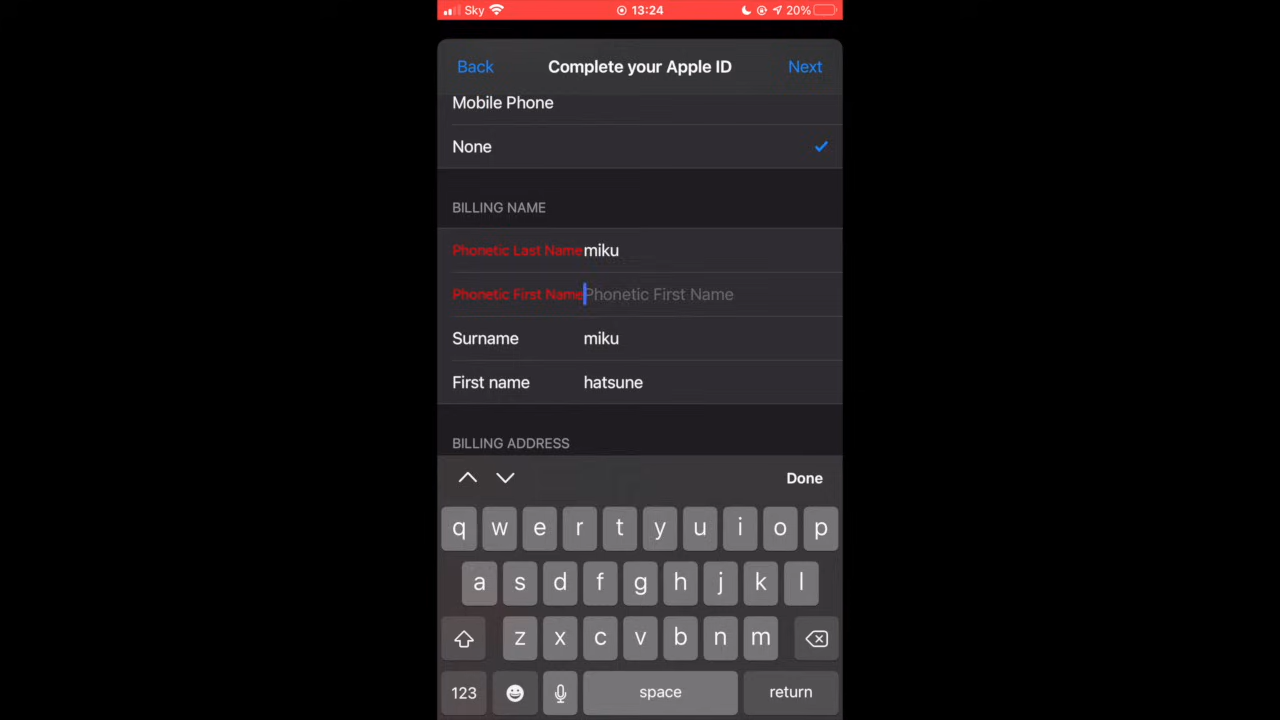 Sky 13:24 20%
Back Complete your Apple ID Next
Mobile Phone
None
BILLING NAME
Phonetic Last Name miku
Phonetic First Name Phonetic First Name
Surname miku
First name hatsune
BILLING ADDRESS
Done
q w e r t y u i o p
a s d f g h j k l
z x c v b n m
123 space return